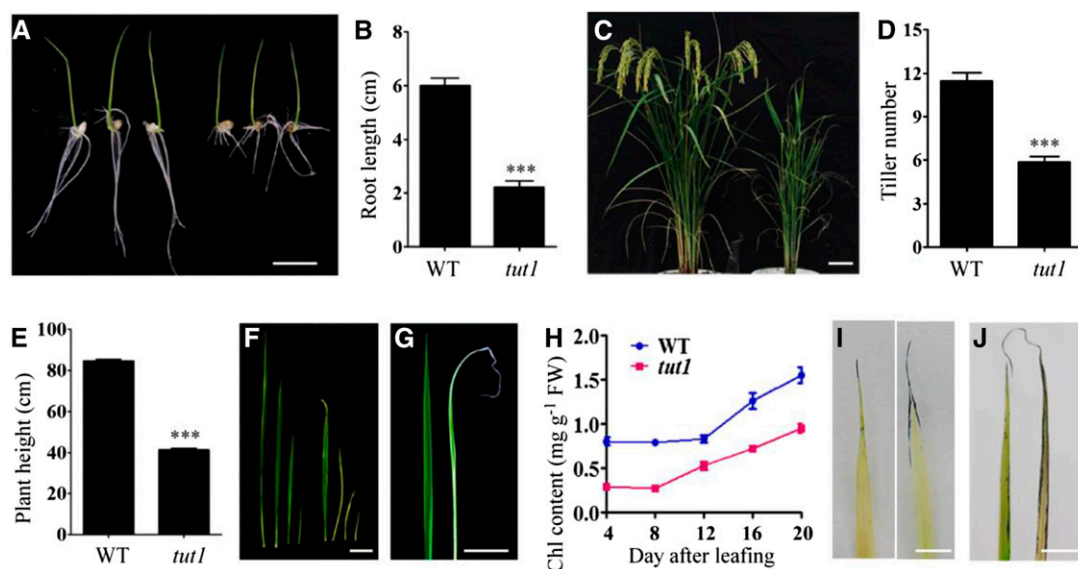 A
B
Root length (cm)
8
6
4
2
0
***
WT
tut1
C
D
Tiller number
12
9
6
3
0
***
WT
tut1
E
Plant height (cm)
100
80
60
40
20
0
***
WT
tut1
F
G
H
Chl content (mg g⁻¹ FW)
2.0
1.5
1.0
0.5
0.0
WT
tut1
4 8 12 16 20
Day after leafing
I
J